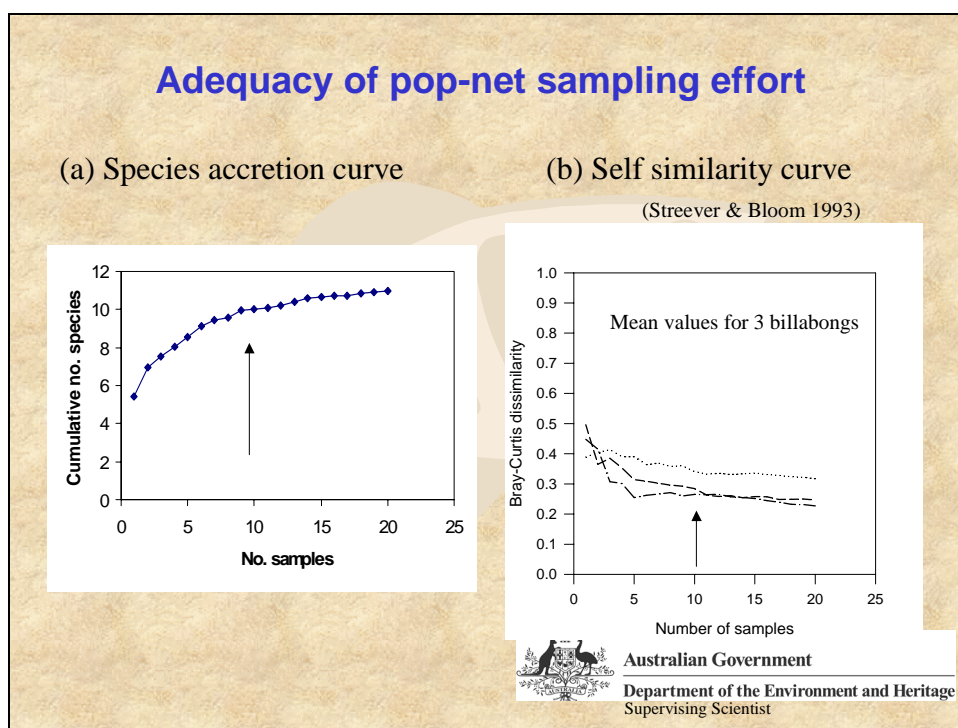 Adequacy of pop-net sampling effort
(a) Species accretion curve
(b) Self similarity curve
(Streever & Bloom 1993)
Cumulative no. species
12
10
8
6
4
2
0
0 5 10 15 20 25
No. samples
Bray-Curtis dissimilarity
1.0
0.9
0.8
0.7
0.6
0.5
0.4
0.3
0.2
0.1
0.0
Mean values for 3 billabongs
0 5 10 15 20 25
Number of samples
AUSTRALIA
Australian Government
Department of the Environment and Heritage
Supervising Scientist